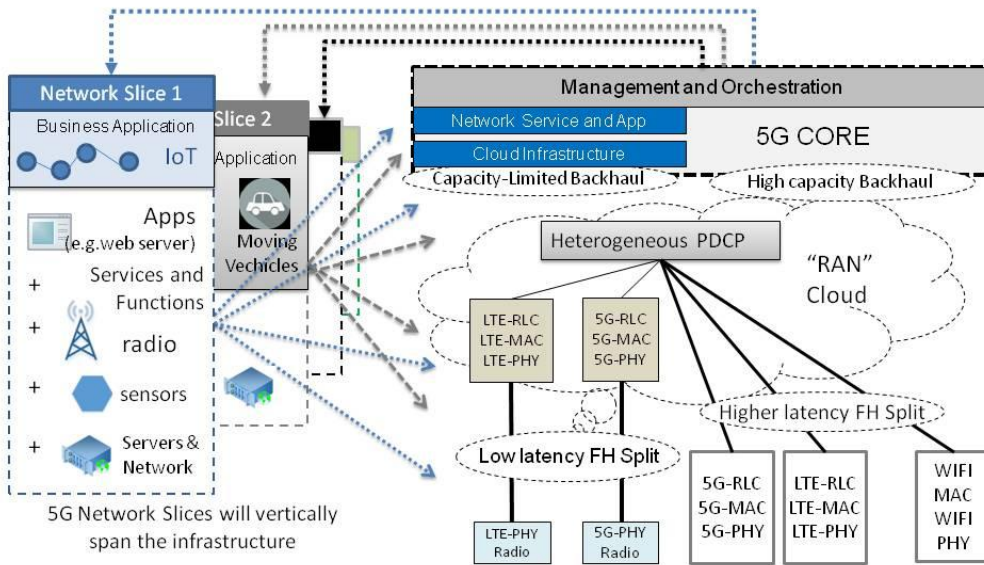 Network Slice 1
Business Application
IoT
Apps
(e.g.web server)
+
Services and
Functions
+
radio
+
sensors
+
Servers &
Network
Slice 2
Application
Moving
Vechicles
5G Network Slices will vertically
span the infrastructure
Management and Orchestration
Network Service and App
Cloud Infrastructure
5G CORE
Capacity-Limited Backhaul
High capacity Backhaul
Heterogeneous PDCP
“RAN”
Cloud
LTE-RLC
LTE-MAC
LTE-PHY
5G-RLC
5G-MAC
5G-PHY
Higher latency FH Split
Low latency FH Split
LTE-PHY
Radio
5G-PHY
Radio
5G-RLC
5G-MAC
5G-PHY
LTE-RLC
LTE-MAC
LTE-PHY
WIFI
MAC
WIFI
PHY